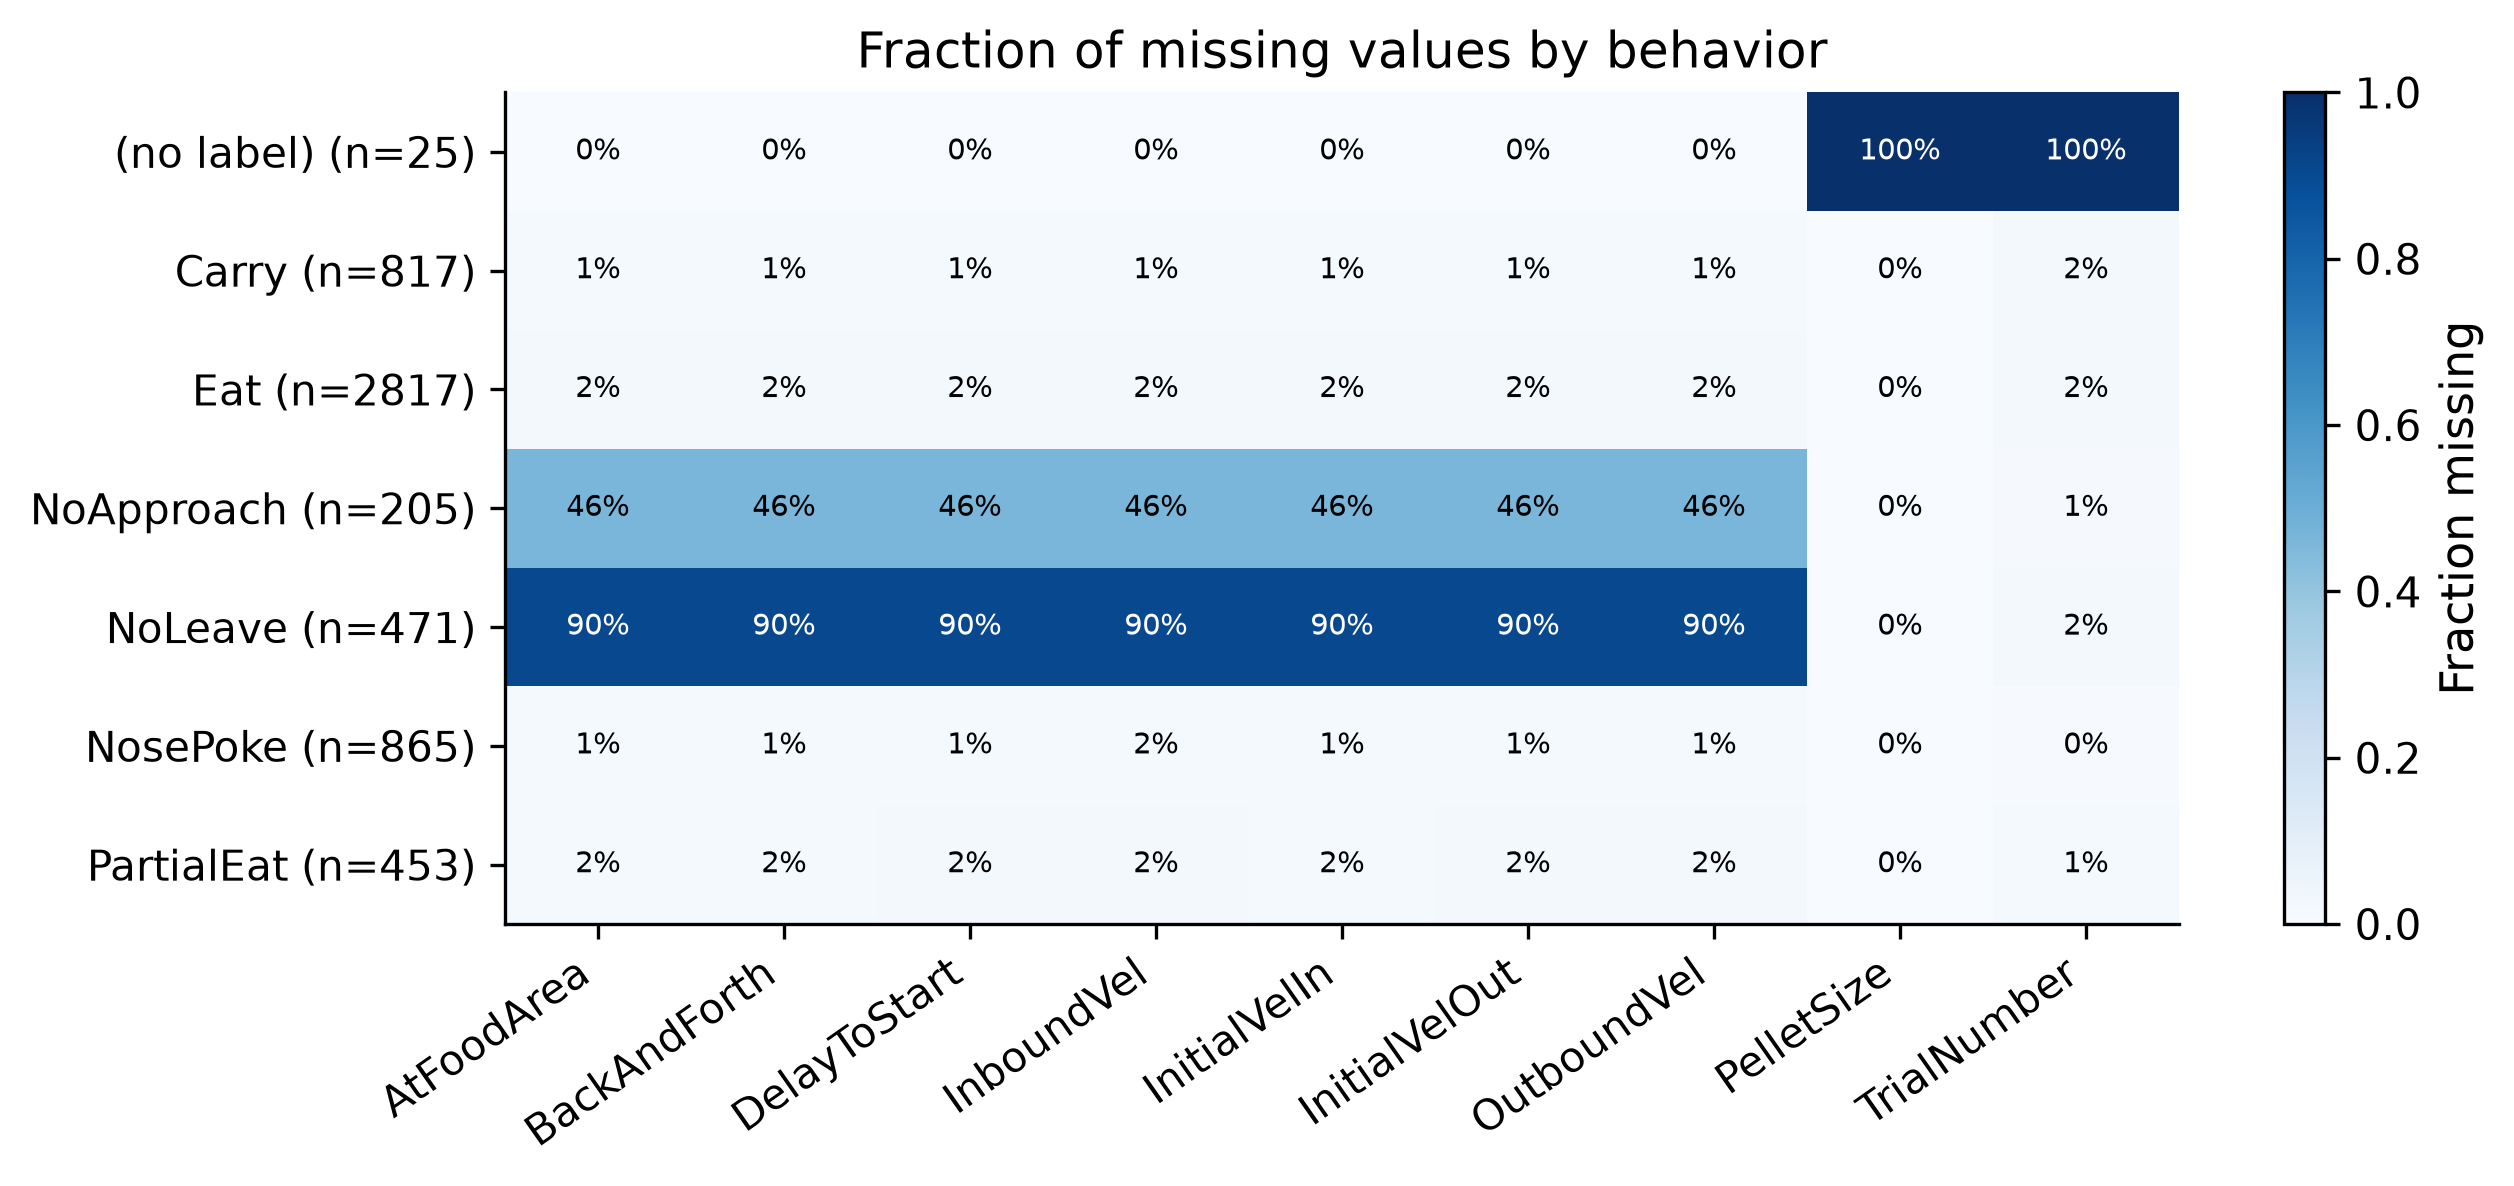 Fraction of missing values by behavior
(no label) (n=25) 0% 0% 0% 0% 0% 0% 0% 100% 100%
Carry (n=817) 1% 1% 1% 1% 1% 1% 1% 0% 2%
Eat (n=2817) 2% 2% 2% 2% 2% 2% 2% 0% 2%
NoApproach (n=205) 46% 46% 46% 46% 46% 46% 46% 0% 1%
NoLeave (n=471) 90% 90% 90% 90% 90% 90% 90% 0% 2%
NosePoke (n=865) 1% 1% 1% 2% 1% 1% 1% 0% 0%
PartialEat (n=453) 2% 2% 2% 2% 2% 2% 2% 0% 1%
AtFoodArea
BackAndForth
DelayToStart
InboundVel
InitialVelIn
InitialVelOut
OutboundVel
PelletSize
TrialNumber
1.0
0.8
0.6
0.4
0.2
0.0
Fraction missing